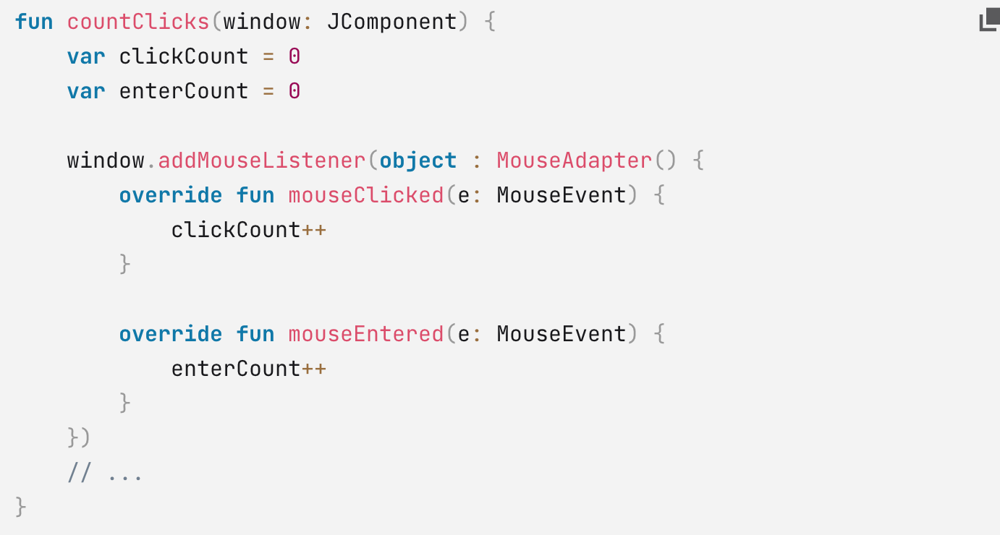 fun countClicks(window: JComponent) {
    var clickCount = 0
    var enterCount = 0

    window.addMouseListener(object : MouseAdapter() {
        override fun mouseClicked(e: MouseEvent) {
            clickCount++
        }

        override fun mouseEntered(e: MouseEvent) {
            enterCount++
        }
    })
    // ...
}